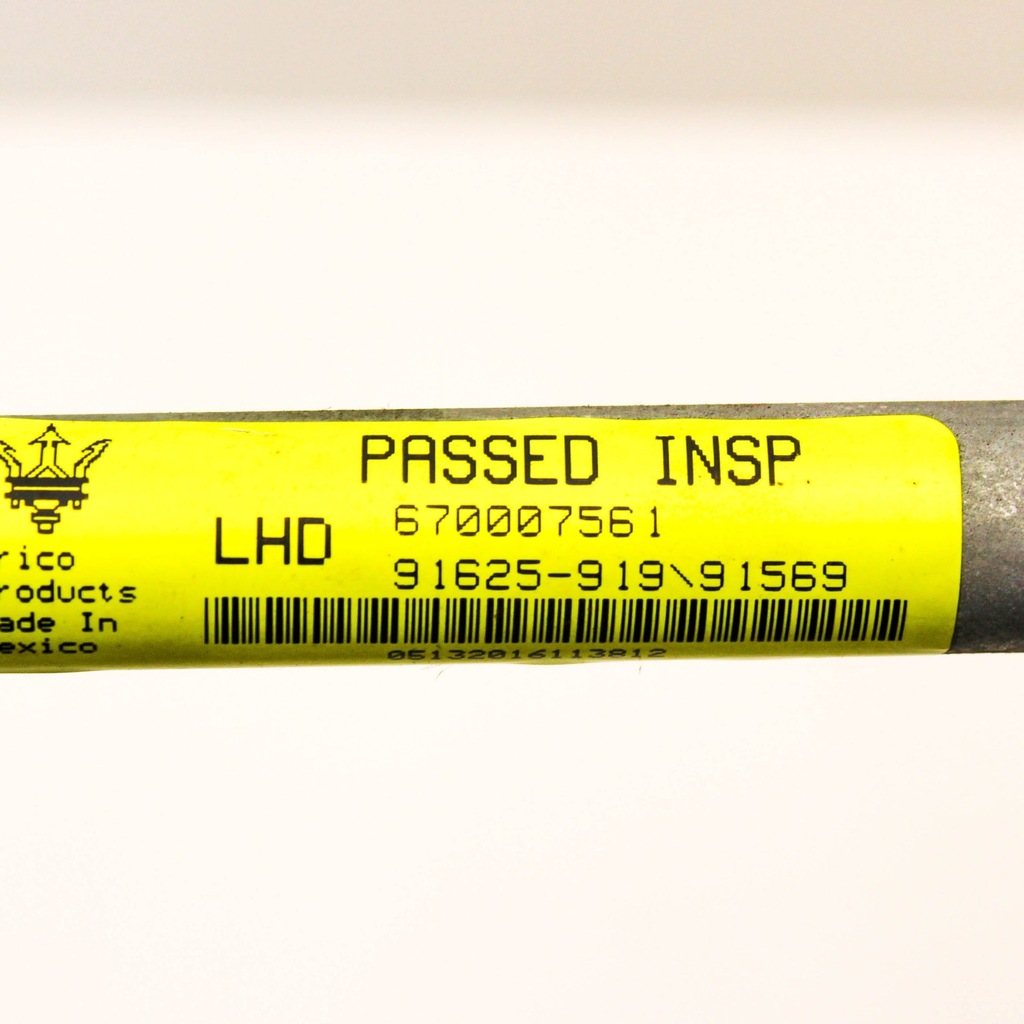 PASSED INSP
LHD
670007561
91625-919\91569
05132016113812
rico
roducts
ade In
exico